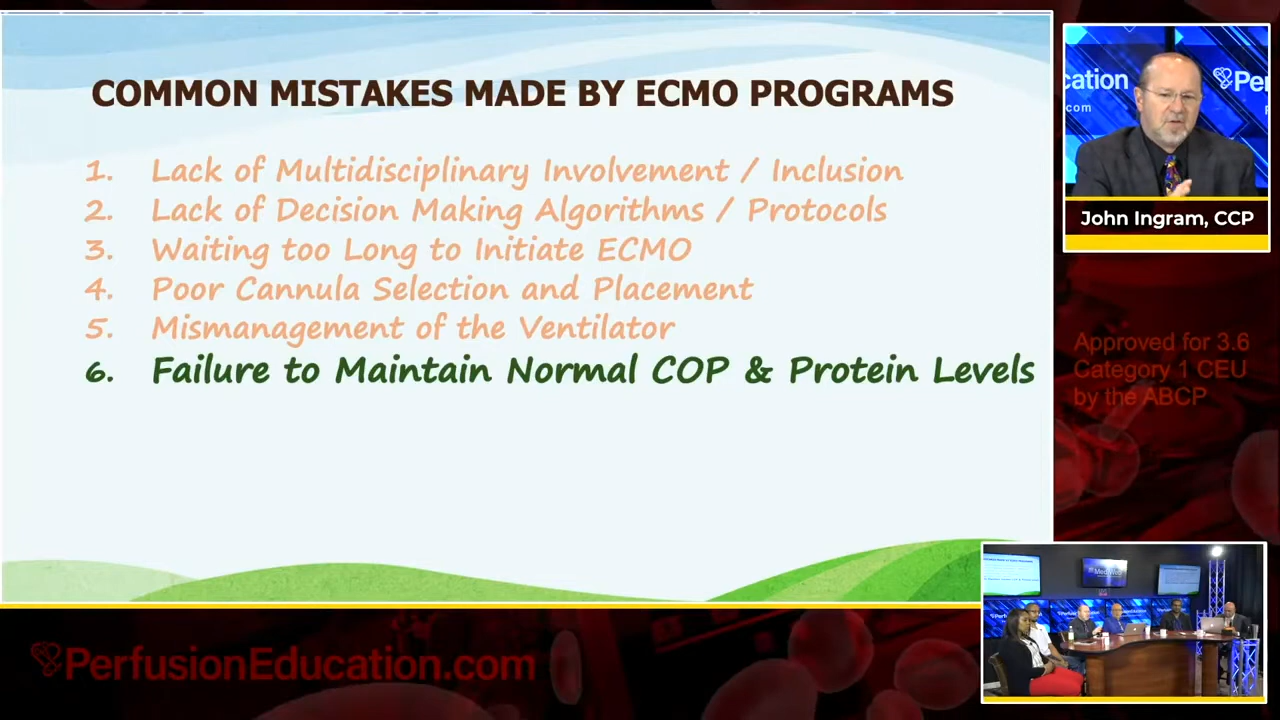 COMMON MISTAKES MADE BY ECMO PROGRAMS
1. Lack of Multidisciplinary Involvement / Inclusion
2. Lack of Decision Making Algorithms / Protocols
3. Waiting too Long to Initiate ECMO
4. Poor Cannula Selection and Placement
5. Mismanagement of the Ventilator
6. Failure to Maintain Normal COP & Protein Levels
cation
com
Per
John Ingram, CCP
Approved for 3.6
Category 1 CEU
by the ABCP
PerfusionEducation.com